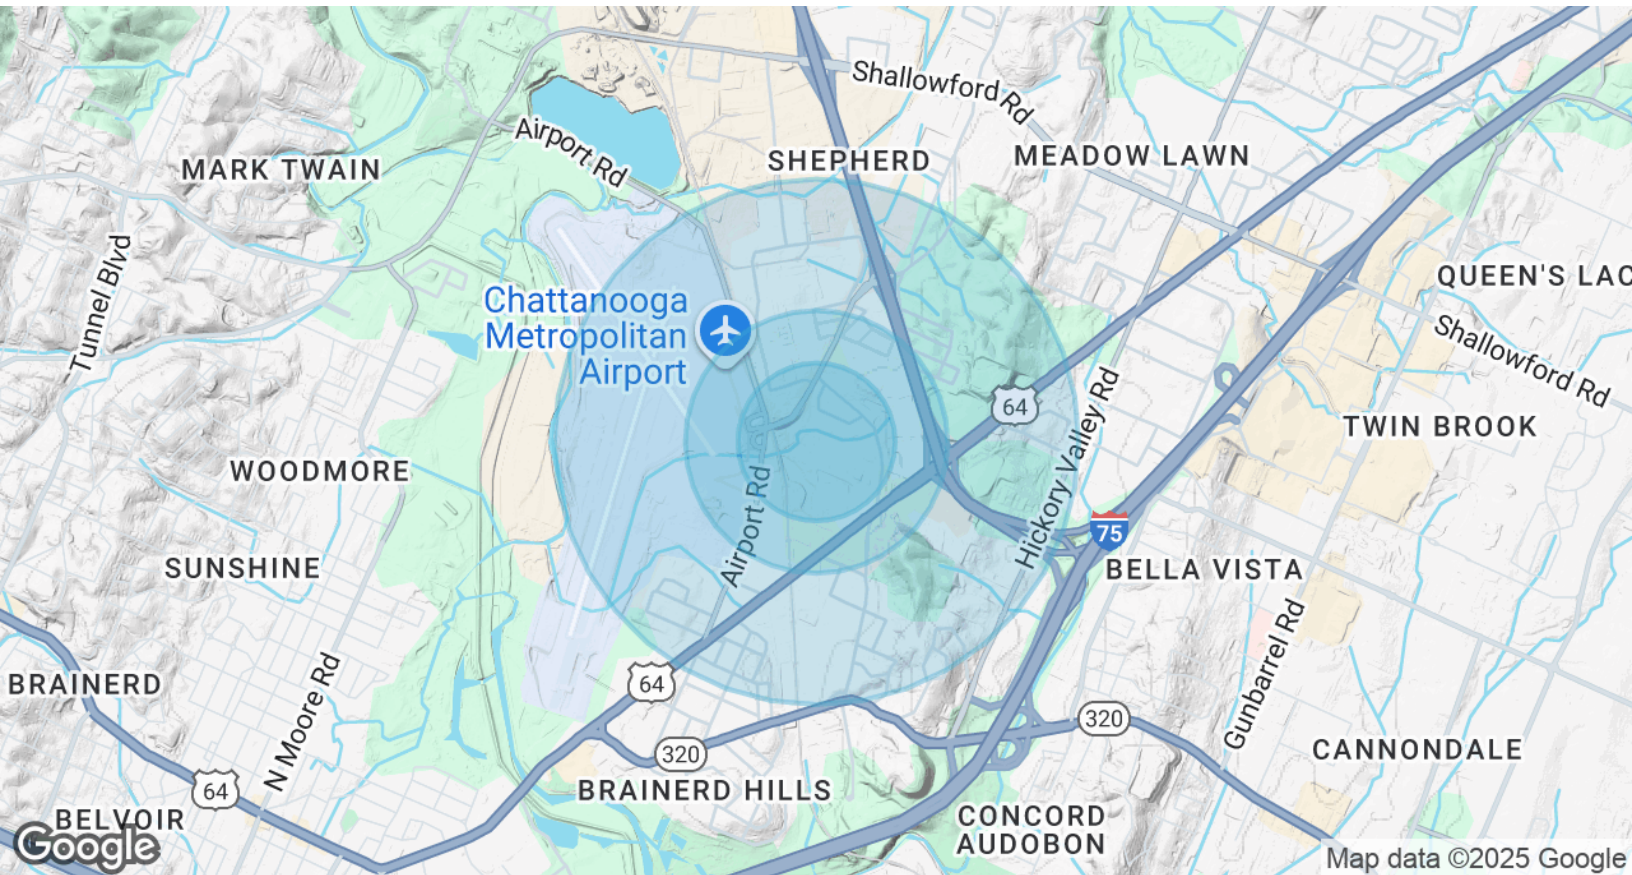 Shallowford Rd
Airport Rd
SHEPHERD
MEADOW LAWN
MARK TWAIN
Tunnel Blvd
QUEEN'S LAC
Chattanooga
Metropolitan
Airport
Shallowford Rd
64
Hickory Valley Rd
TWIN BROOK
WOODMORE
Airport Rd
75
SUNSHINE
BELLA VISTA
Gunbarrel Rd
BRAINERD
N Moore Rd
64
320
320
CANNONDALE
64
BRAINERD HILLS
BELVOIR
CONCORD
AUDOBON
Google
Map data ©2025 Google